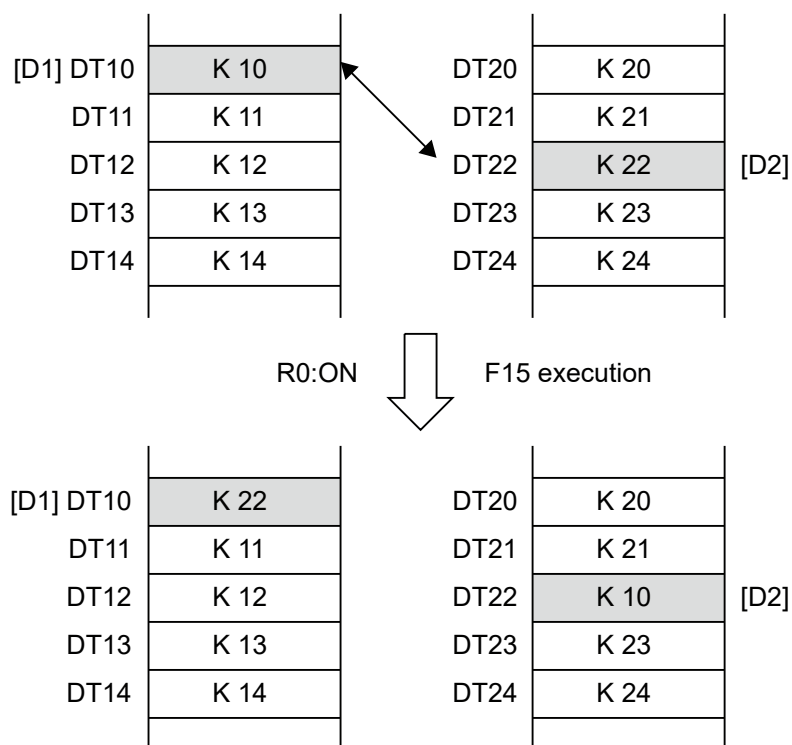 [D1] DT10 K 10 DT20 K 20
DT11 K 11 DT21 K 21
DT12 K 12 DT22 K 22 [D2]
DT13 K 13 DT23 K 23
DT14 K 14 DT24 K 24
R0:ON F15 execution
[D1] DT10 K 22 DT20 K 20
DT11 K 11 DT21 K 21
DT12 K 12 DT22 K 10 [D2]
DT13 K 13 DT23 K 23
DT14 K 14 DT24 K 24